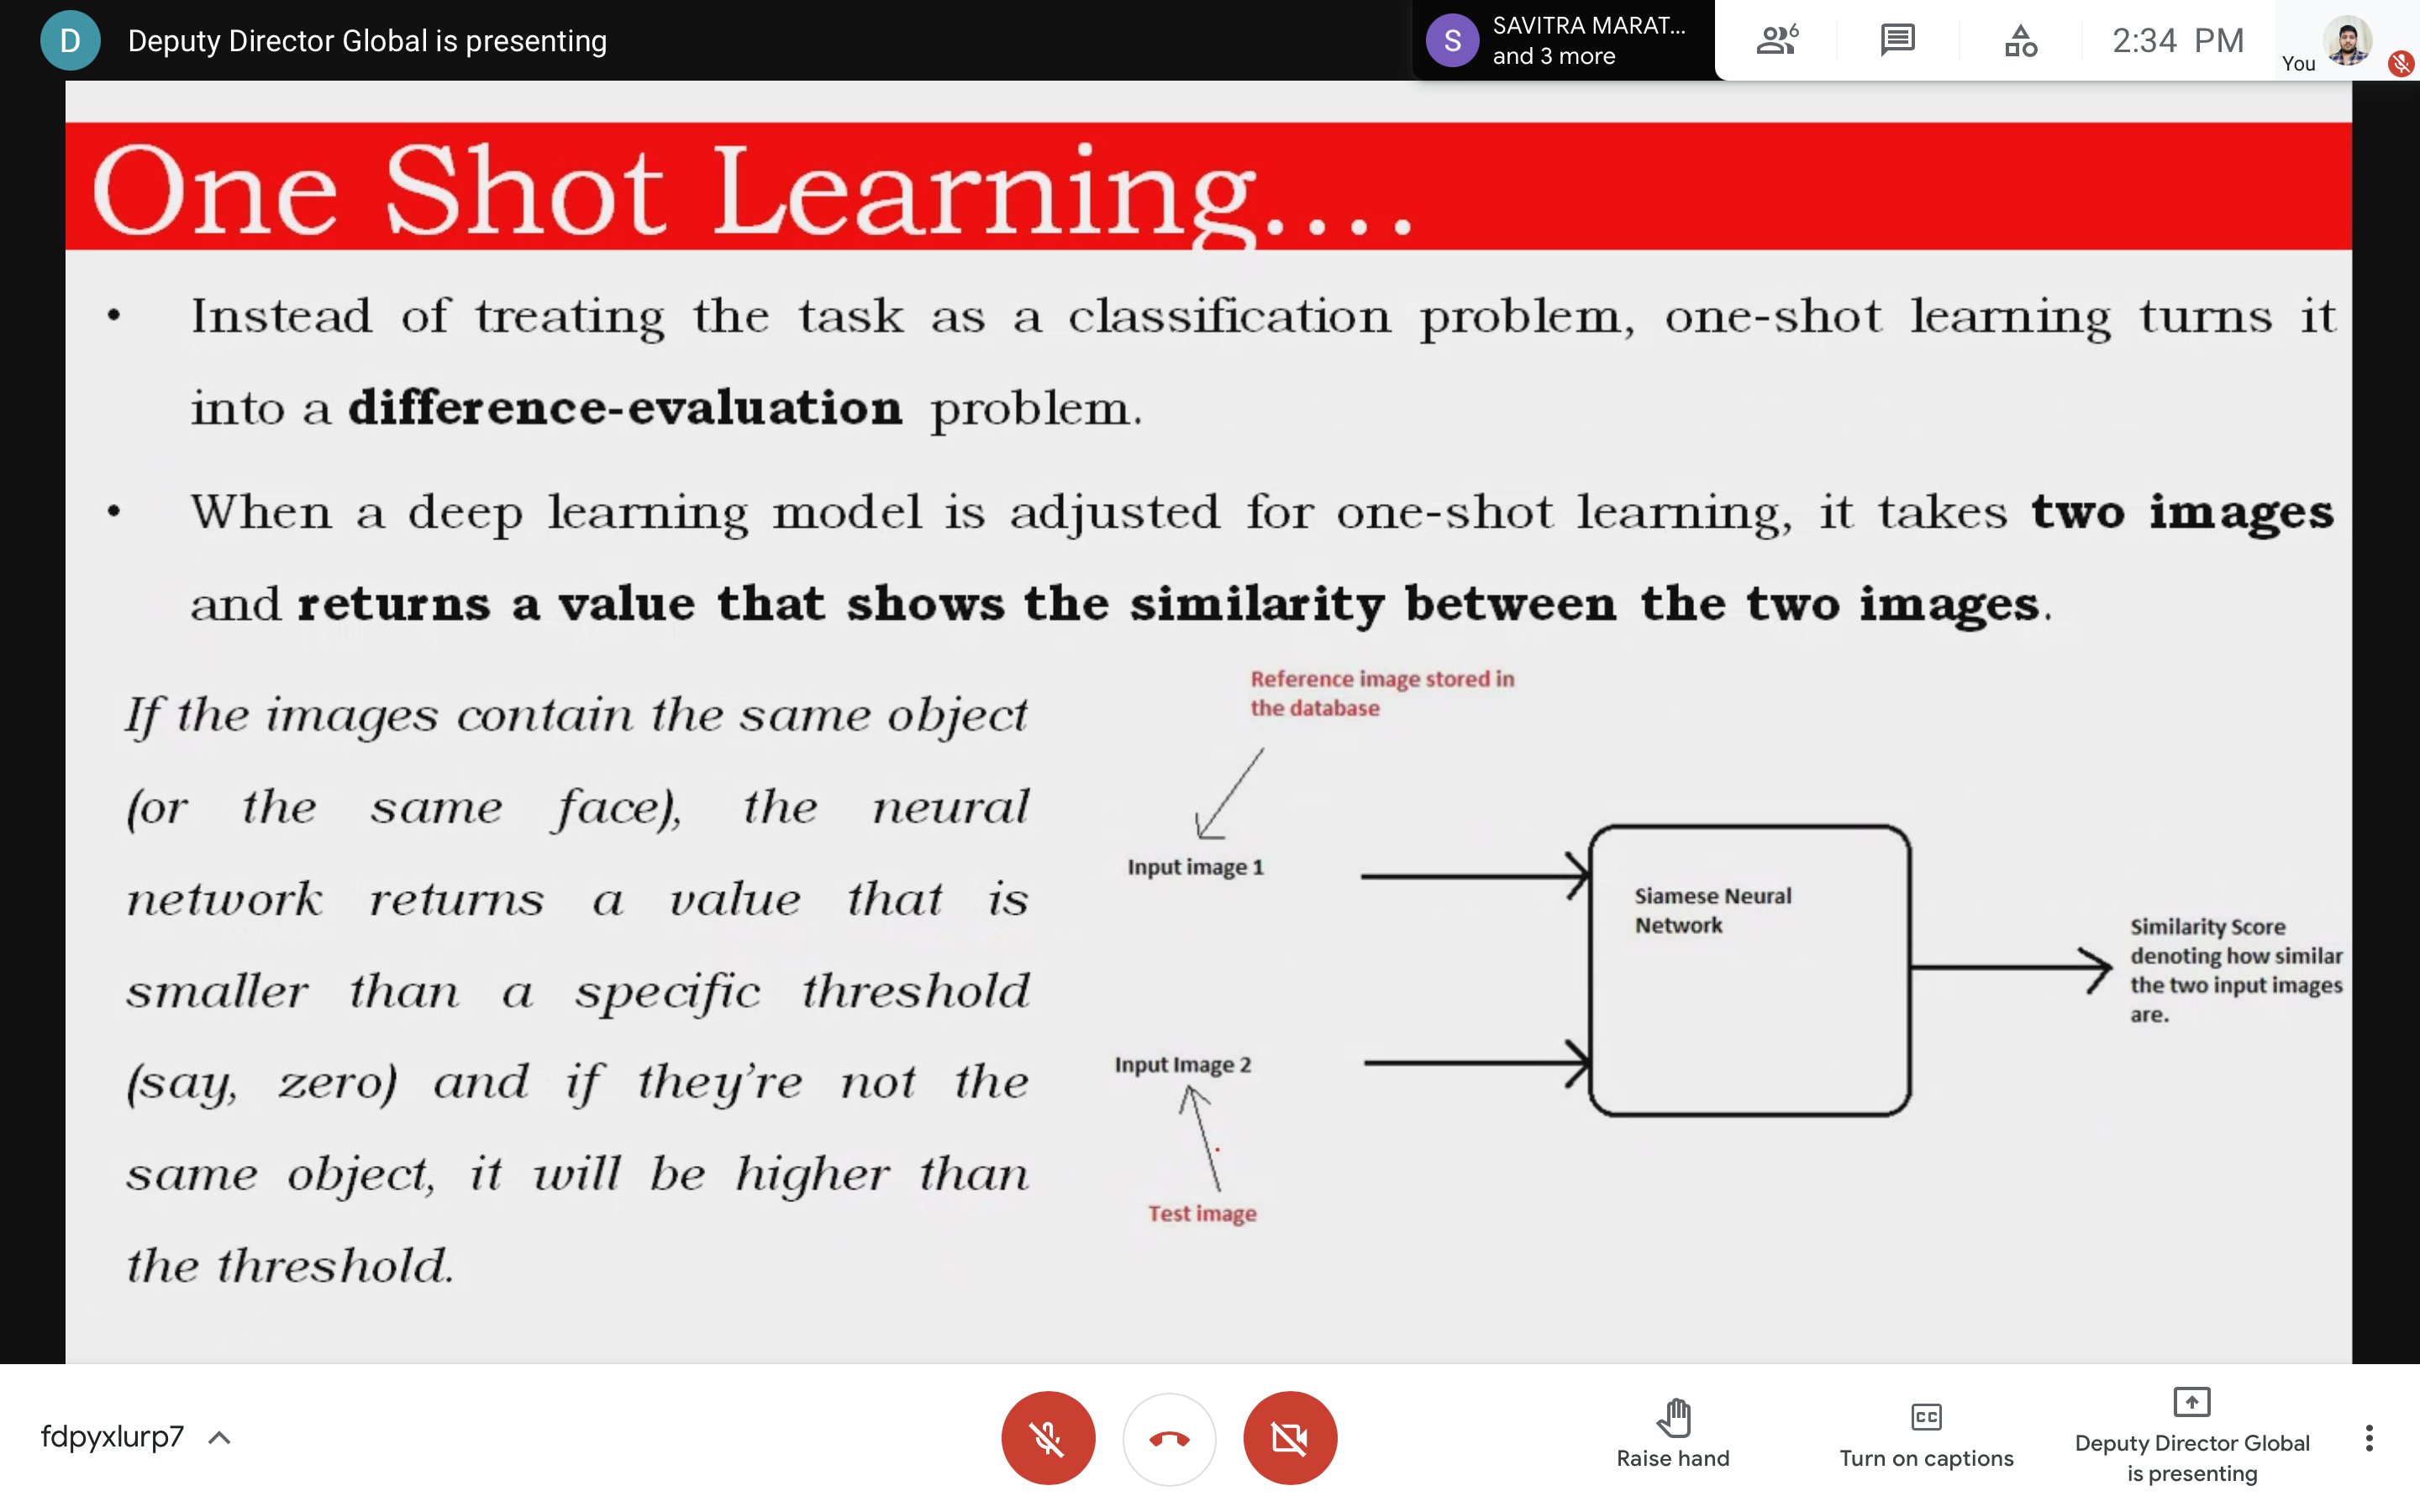 D
Deputy Director Global is presenting
S
SAVITRA MARAT...
and 3 more
6
2:34 PM
You
One Shot Learning....
• Instead of treating the task as a classification problem, one-shot learning turns it
into a difference-evaluation problem.
• When a deep learning model is adjusted for one-shot learning, it takes two images
and returns a value that shows the similarity between the two images.
If the images contain the same object
(or the same face), the neural
network returns a value that is
smaller than a specific threshold
(say, zero) and if they're not the
same object, it will be higher than
the threshold.
Reference image stored in
the database
Input image 1
Siamese Neural
Network
Similarity Score
denoting how similar
the two input images
are.
Input Image 2
Test image
fdpyxlurp7
Raise hand
CC
Turn on captions
Deputy Director Global
is presenting